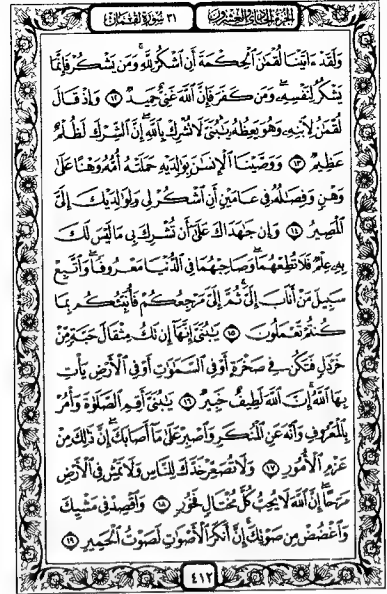 الجزء الحادي والعشرون ٣١ سورة لقمان
وَلَقَدْ ءَاتَيْنَا لُقْمَٰنَ ٱلْحِكْمَةَ أَنِ ٱشْكُرْ لِلَّهِ ۚ وَمَن يَشْكُرْ فَإِنَّمَا
يَشْكُرُ لِنَفْسِهِۦ ۖ وَمَن كَفَرَ فَإِنَّ ٱللَّهَ غَنِىٌّ حَمِيدٌ ١٢ وَإِذْ قَالَ
لُقْمَٰنُ لِٱبْنِهِۦ وَهُوَ يَعِظُهُۥ يَٰبُنَىَّ لَا تُشْرِكْ بِٱللَّهِ ۖ إِنَّ ٱلشِّرْكَ لَظُلْمٌ
عَظِيمٌ ١٣ وَوَصَّيْنَا ٱلْإِنسَٰنَ بِوَٰلِدَيْهِ حَمَلَتْهُ أُمُّهُۥ وَهْنًا عَلَىٰ
وَهْنٍ وَفِصَٰلُهُۥ فِى عَامَيْنِ أَنِ ٱشْكُرْ لِى وَلِوَٰلِدَيْكَ إِلَىَّ
ٱلْمَصِيرُ ١٤ وَإِن جَٰهَدَاكَ عَلَىٰٓ أَن تُشْرِكَ بِى مَا لَيْسَ لَكَ
بِهِۦ عِلْمٌ فَلَا تُطِعْهُمَا ۖ وَصَاحِبْهُمَا فِى ٱلدُّنْيَا مَعْرُوفًا ۖ وَٱتَّبِعْ
سَبِيلَ مَنْ أَنَابَ إِلَىَّ ۚ ثُمَّ إِلَىَّ مَرْجِعُكُمْ فَأُنَبِّئُكُم بِمَا
كُنتُمْ تَعْمَلُونَ ١٥ يَٰبُنَىَّ إِنَّهَآ إِن تَكُ مِثْقَالَ حَبَّةٍ مِّنْ
خَرْدَلٍ فَتَكُن فِى صَخْرَةٍ أَوْ فِى ٱلسَّمَٰوَٰتِ أَوْ فِى ٱلْأَرْضِ يَأْتِ
بِهَا ٱللَّهُ ۚ إِنَّ ٱللَّهَ لَطِيفٌ خَبِيرٌ ١٦ يَٰبُنَىَّ أَقِمِ ٱلصَّلَوٰةَ وَأْمُرْ
بِٱلْمَعْرُوفِ وَٱنْهَ عَنِ ٱلْمُنكَرِ وَٱصْبِرْ عَلَىٰ مَآ أَصَابَكَ ۖ إِنَّ ذَٰلِكَ مِنْ
عَزْمِ ٱلْأُمُورِ ١٧ وَلَا تُصَعِّرْ خَدَّكَ لِلنَّاسِ وَلَا تَمْشِ فِى ٱلْأَرْضِ
مَرَحًا ۖ إِنَّ ٱللَّهَ لَا يُحِبُّ كُلَّ مُخْتَالٍ فَخُورٍ ١٨ وَٱقْصِدْ فِى مَشْيِكَ
وَٱغْضُضْ مِن صَوْتِكَ ۚ إِنَّ أَنكَرَ ٱلْأَصْوَٰتِ لَصَوْتُ ٱلْحَمِيرِ ١٩
٤١٢